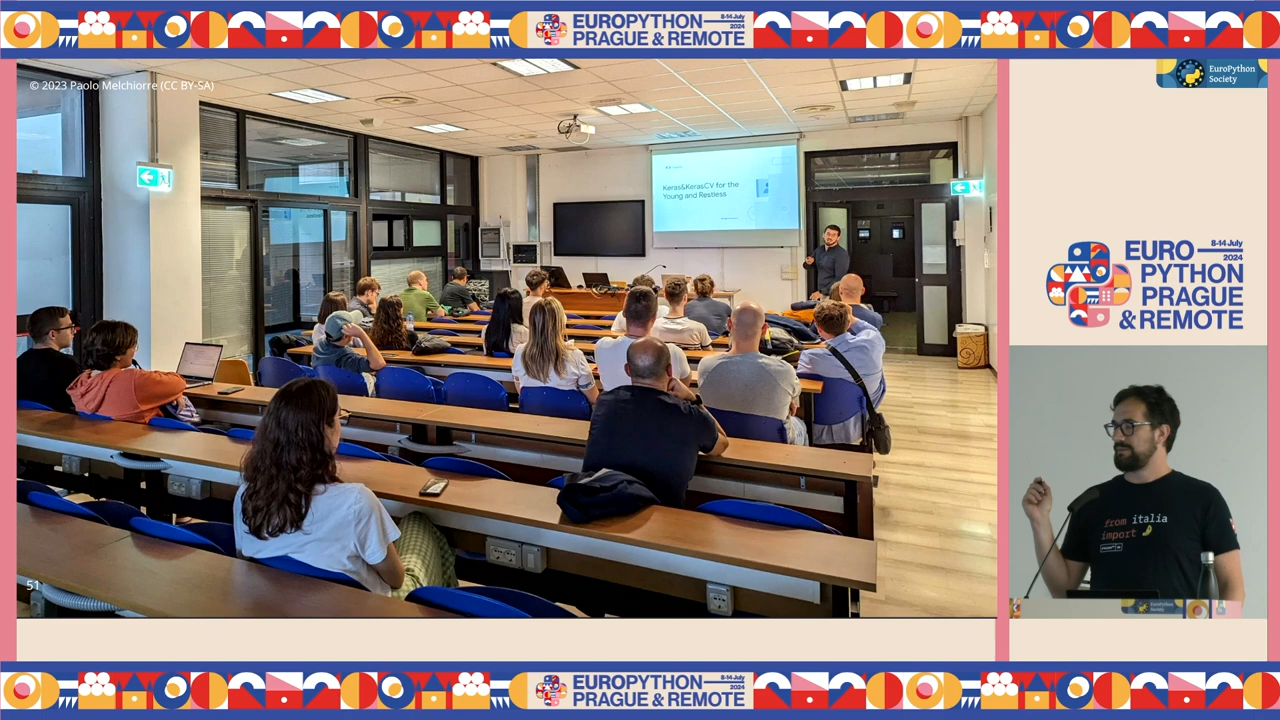 EUROPYTHON
8-14 July
2024
PRAGUE & REMOTE
© 2023 Paolo Melchiorre (CC BY-SA)
EuroPython
Society
Keras&KerasCV for the
Young and Restless
EURO
8-14 July
2024
PYTHON
PRAGUE
& REMOTE
from italia
import
51
EuroPython
Society
EUROPYTHON
8-14 July
2024
PRAGUE & REMOTE